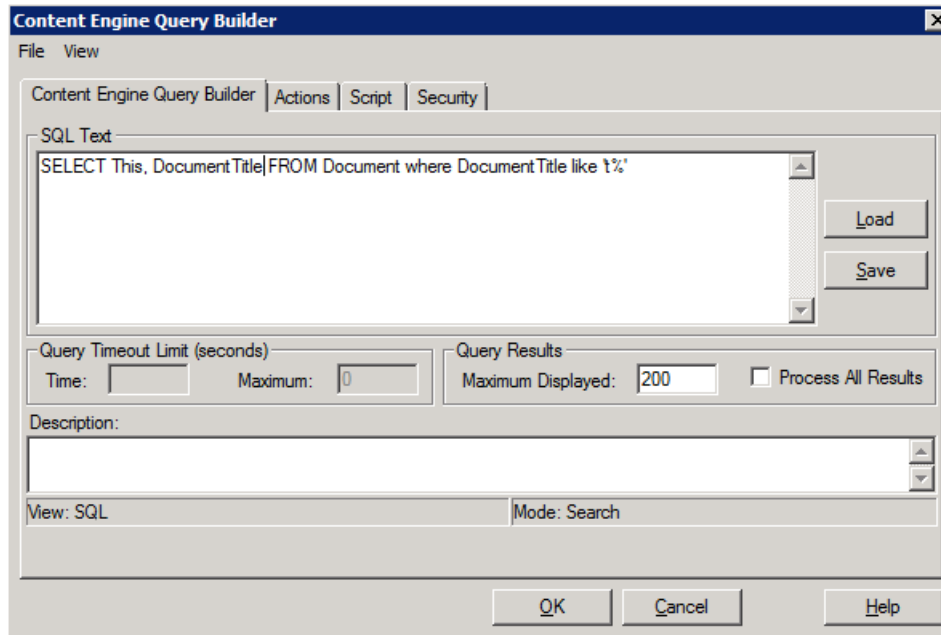 Content Engine Query Builder
File View
Content Engine Query Builder Actions Script Security
SQL Text
SELECT This, DocumentTitle FROM Document where DocumentTitle like 't%'
Load
Save
Query Timeout Limit (seconds)
Time: Maximum: 0
Query Results
Maximum Displayed: 200 Process All Results
Description:
View: SQL Mode: Search
OK Cancel Help